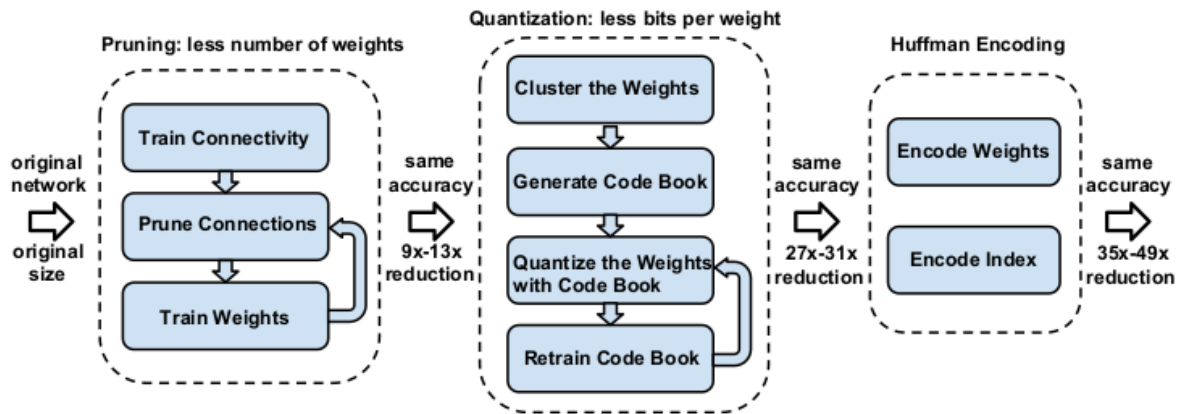 Pruning: less number of weights
Train Connectivity
Prune Connections
Train Weights
original
network
original
size
same
accuracy
9x-13x
reduction
Quantization: less bits per weight
Cluster the Weights
Generate Code Book
Quantize the Weights
with Code Book
Retrain Code Book
same
accuracy
27x-31x
reduction
Huffman Encoding
Encode Weights
Encode Index
same
accuracy
35x-49x
reduction